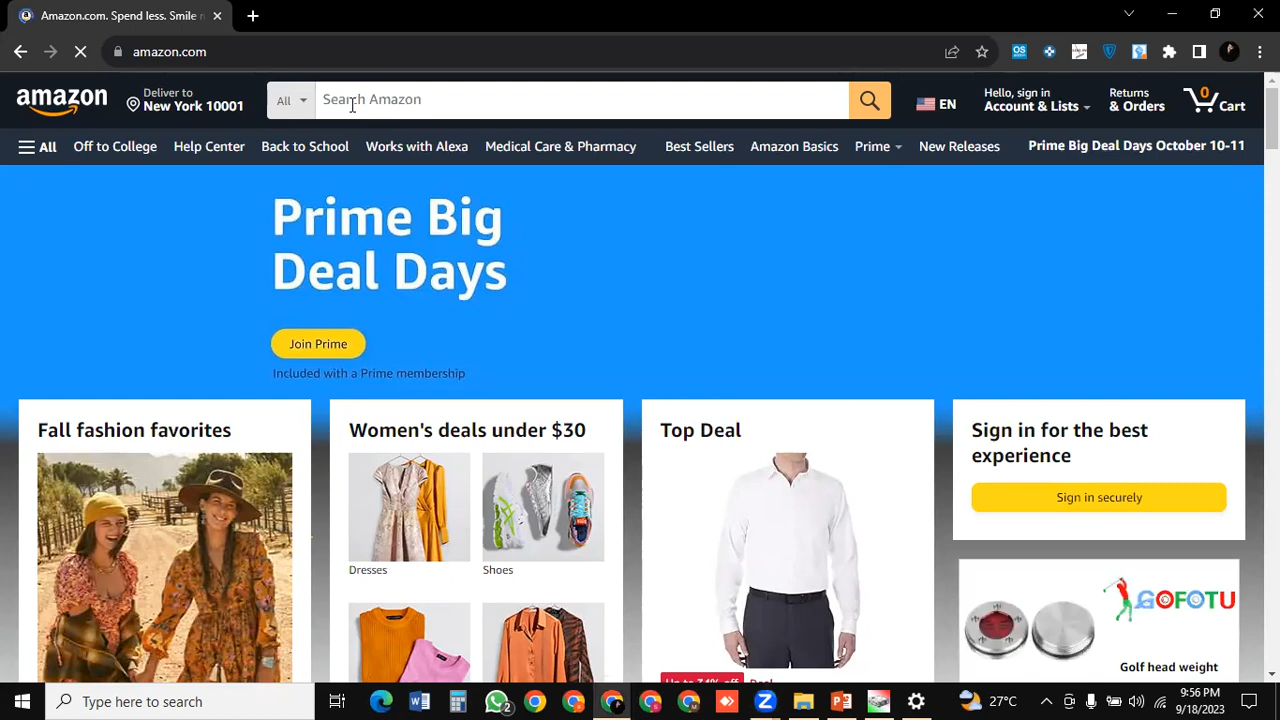 Amazon.com. Spend less. Smile
amazon.com
amazon
Deliver to
New York 10001
All
Search Amazon
EN
Hello, sign in
Account & Lists
Returns
& Orders
0
Cart
All
Off to College
Help Center
Back to School
Works with Alexa
Medical Care & Pharmacy
Best Sellers
Amazon Basics
Prime
New Releases
Prime Big Deal Days October 10-11
Prime Big
Deal Days
Join Prime
Included with a Prime membership
Fall fashion favorites
Women's deals under $30
Dresses
Shoes
Top Deal
Up to 74% off
Deal
Sign in for the best
experience
Sign in securely
GOFOTU
Golf head weight
Type here to search
2
27°C
9:56 PM
9/18/2023